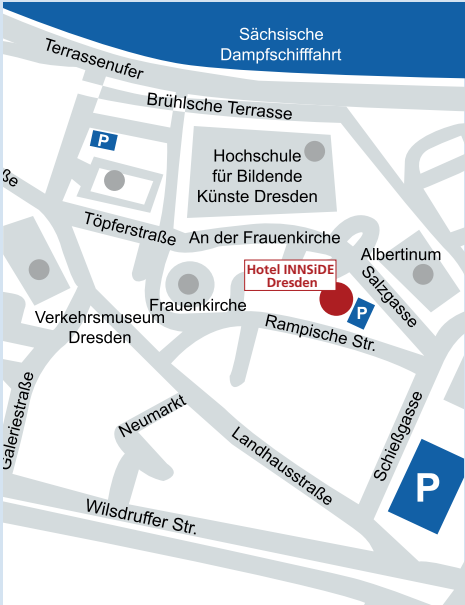 Sächsische
Dampfschifffahrt
Terrassenufer
Brühlsche Terrasse
P
Hochschule
für Bildende
Künste Dresden
ße
Töpferstraße
An der Frauenkirche
Albertinum
Hotel INNSiDE
Dresden
Salzgasse
Frauenkirche
P
Verkehrsmuseum
Dresden
Rampische Str.
Galeriestraße
Neumarkt
Schießgasse
Landhausstraße
P
Wilsdruffer Str.